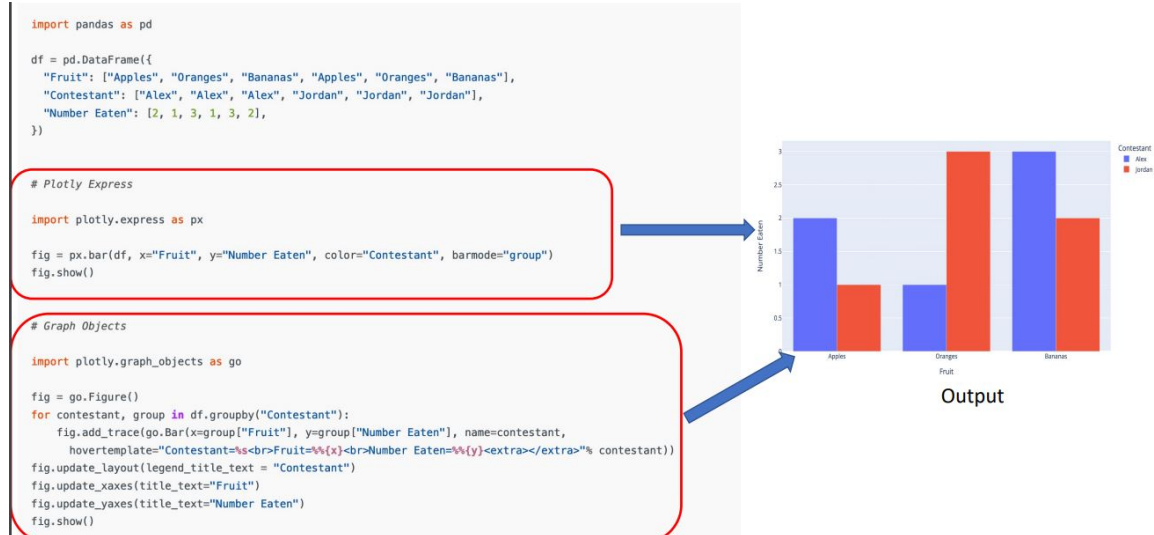 import pandas as pd
df = pd.DataFrame({
"Fruit": ["Apples", "Oranges", "Bananas", "Apples", "Oranges", "Bananas"],
"Contestant": ["Alex", "Alex", "Alex", "Jordan", "Jordan", "Jordan"],
"Number Eaten": [2, 1, 3, 1, 3, 2],
})
# Plotly Express
import plotly.express as px
fig = px.bar(df, x="Fruit", y="Number Eaten", color="Contestant", barmode="group")
fig.show()
# Graph Objects
import plotly.graph_objects as go
fig = go.Figure()
for contestant, group in df.groupby("Contestant"):
fig.add_trace(go.Bar(x=group["Fruit"], y=group["Number Eaten"], name=contestant,
hovertemplate="Contestant=%s<br>Fruit=%%{x}<br>Number Eaten=%%{y}<extra></extra>"% contestant))
fig.update_layout(legend_title_text = "Contestant")
fig.update_xaxes(title_text="Fruit")
fig.update_yaxes(title_text="Number Eaten")
fig.show()
Contestant
Alex
Jordan
Number Eaten
3
2.5
2
1.5
1
0.5
0
Apples Oranges Bananas
Fruit
Output